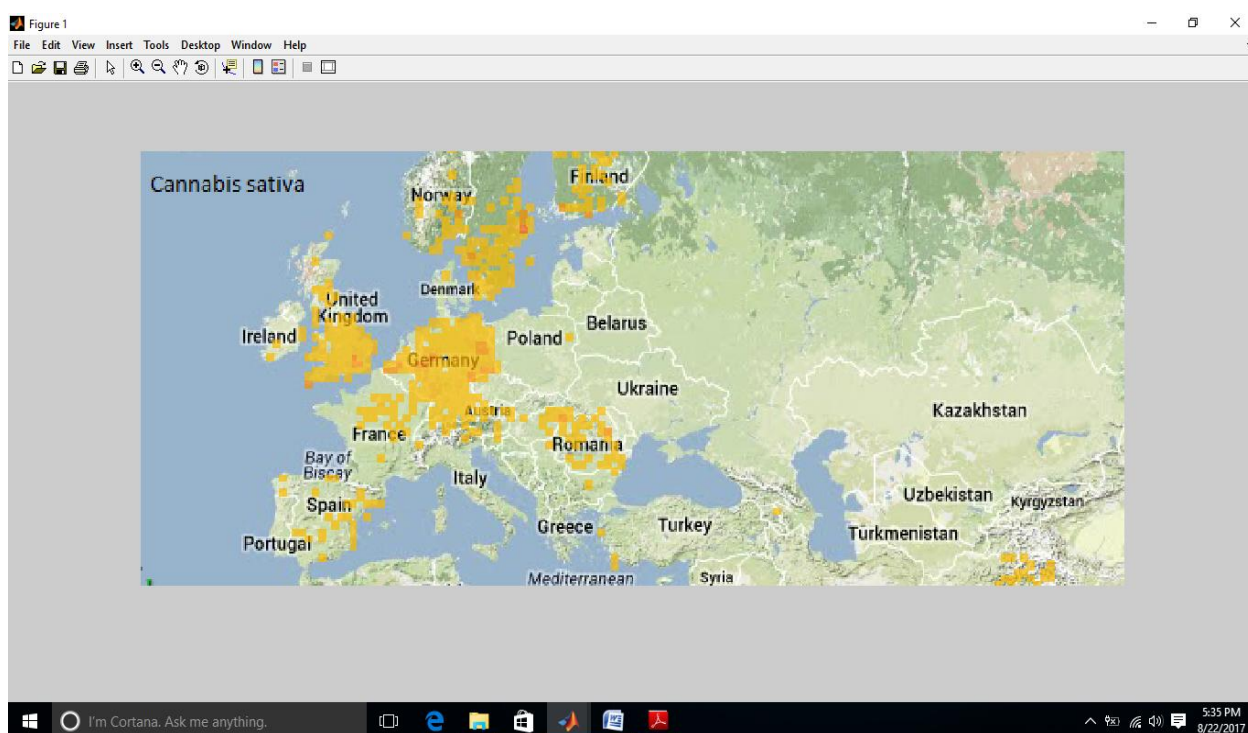 Figure 1
File Edit View Insert Tools Desktop Window Help
Cannabis sativa
Norway
Finland
Denmark
United
Kingdom
Ireland
Poland
Belarus
Germany
Ukraine
Austria
Kazakhstan
France
Romania
Bay of
Biscay
Italy
Uzbekistan
Kyrgyzstan
Spain
Greece
Turkey
Turkmenistan
Portugal
Mediterranean
Syria
I'm Cortana. Ask me anything.
5:35 PM
8/22/2017